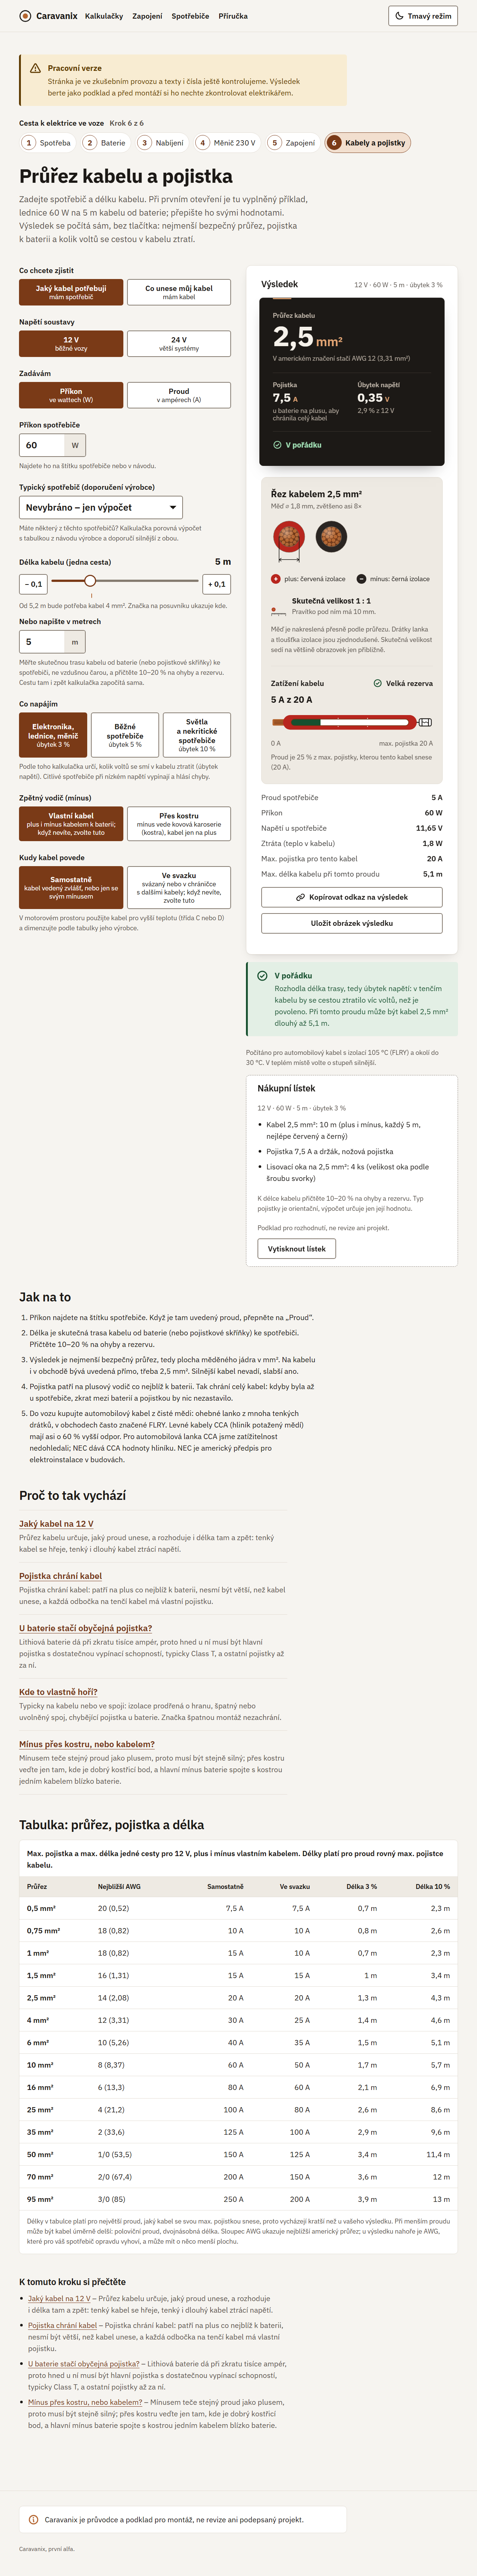 Caravanix
Kalkulačky
Zapojení
Spotřebiče
Příručka
Tmavý režim
Pracovní verze
Stránka je ve zkušebním provozu a texty i čísla ještě kontrolujeme. Výsledek
berte jako podklad a před montáží si ho nechte zkontrolovat elektrikářem.
Cesta k elektrice ve voze Krok 6 z 6
1 Spotřeba
2 Baterie
3 Nabíjení
4 Měnič 230 V
5 Zapojení
6 Kabely a pojistky
Průřez kabelu a pojistka
Zadejte spotřebič a délku kabelu. Při prvním otevření je tu vyplněný příklad,
lednice 60 W na 5 m kabelu od baterie; přepište ho svými hodnotami.
Výsledek se počítá sám, bez tlačítka: nejmenší bezpečný průřez, pojistka
k baterii a kolik voltů se cestou v kabelu ztratí.
Co chcete zjistit
Jaký kabel potřebuji
mám spotřebič
Co unese můj kabel
mám kabel
Napětí soustavy
12 V
běžné vozy
24 V
větší systémy
Zadávám
Příkon
ve wattech (W)
Proud
v ampérech (A)
Příkon spotřebiče
60 W
Najdete ho na štítku spotřebiče nebo v návodu.
Typický spotřebič (doporučení výrobce)
Nevybráno – jen výpočet
Máte některý z těchto spotřebičů? Kalkulačka porovná výpočet
s tabulkou z návodu výrobce a doporučí silnější z obou.
Délka kabelu (jedna cesta) 5 m
− 0,1
+ 0,1
Od 5,2 m bude potřeba kabel 4 mm². Značka na posuvníku ukazuje kde.
Nebo napište v metrech
5 m
Měřte skutečnou trasu kabelu od baterie (nebo pojistkové skříňky) ke
spotřebiči, ne vzdušnou čarou, a přičtěte 10–20 % na ohyby a rezervu.
Cestu tam i zpět kalkulačka započítá sama.
Co napájím
Elektronika,
lednice, měnič
úbytek 3 %
Běžné
spotřebiče
úbytek 5 %
Světla
a nekritické
spotřebiče
úbytek 10 %
Podle toho kalkulačka určí, kolik voltů se smí v kabelu ztratit (úbytek
napětí). Citlivé spotřebiče při nízkém napětí vypínají a hlásí chyby.
Zpětný vodič (mínus)
Vlastní kabel
plus i mínus kabelem k baterii;
když nevíte, zvolte tuto
Přes kostru
mínus vede kovová karoserie
(kostra), kabel jen na plus
Kudy kabel povede
Samostatně
kabel vedený zvlášť, nebo jen se
svým mínusem
Ve svazku
svázaný nebo v chráničce
s dalšími kabely; když nevíte,
zvolte tuto
V motorovém prostoru použijte kabel pro vyšší teplotu (třída C nebo D)
a dimenzujte podle tabulky jeho výrobce.
Výsledek
12 V · 60 W · 5 m · úbytek 3 %
Průřez kabelu
2,5 mm²
V americkém značení stačí AWG 12 (3,31 mm²)
Pojistka
7,5 A
u baterie na plusu, aby
chránila celý kabel
Úbytek napětí
0,35 V
2,9 % z 12 V
V pořádku
Řez kabelem 2,5 mm²
Měď ⌀ 1,8 mm, zvětšeno asi 8×
+ plus: červená izolace
− mínus: černá izolace
Skutečná velikost 1 : 1
Pravítko pod ním má 10 mm.
Měď je nakreslená přesně podle průřezu. Drátky lanka
a tloušťka izolace jsou zjednodušené. Skutečná velikost
sedí na většině obrazovek jen přibližně.
Zatížení kabelu
Velká rezerva
5 A z 20 A
0 A
max. pojistka 20 A
Proud je 25 % z max. pojistky, kterou tento kabel snese
(20 A).
Proud spotřebiče 5 A
Příkon 60 W
Napětí u spotřebiče 11,65 V
Ztráta (teplo v kabelu) 1,8 W
Max. pojistka pro tento kabel 20 A
Max. délka kabelu při tomto proudu 5,1 m
Kopírovat odkaz na výsledek
Uložit obrázek výsledku
V pořádku
Rozhodla délka trasy, tedy úbytek napětí: v tenčím
kabelu by se cestou ztratilo víc voltů, než je
povoleno. Při tomto proudu může být kabel 2,5 mm²
dlouhý až 5,1 m.
Počítáno pro automobilový kabel s izolací 105 °C (FLRY) a okolí do
30 °C. V teplém místě volte o stupeň silnější.
Nákupní lístek
12 V · 60 W · 5 m · úbytek 3 %
Kabel 2,5 mm²: 10 m (plus i mínus, každý 5 m,
nejlépe červený a černý)
Pojistka 7,5 A a držák, nožová pojistka
Lisovací oka na 2,5 mm²: 4 ks (velikost oka podle
šroubu svorky)
K délce kabelu přičtěte 10–20 % na ohyby a rezervu. Typ
pojistky je orientační, výpočet určuje jen její hodnotu.
Podklad pro rozhodnutí, ne revize ani projekt.
Vytisknout lístek
Jak na to
1. Příkon najdete na štítku spotřebiče. Když je tam uvedený proud, přepněte na „Proud“.
2. Délka je skutečná trasa kabelu od baterie (nebo pojistkové skříňky) ke spotřebiči.
Přičtěte 10–20 % na ohyby a rezervu.
3. Výsledek je nejmenší bezpečný průřez, tedy plocha měděného jádra v mm². Na kabelu
i v obchodě bývá uvedená přímo, třeba 2,5 mm². Silnější kabel nevadí, slabší ano.
4. Pojistka patří na plusový vodič co nejblíž k baterii. Tak chrání celý kabel: kdyby byla až
u spotřebiče, zkrat mezi baterií a pojistkou by nic nezastavilo.
5. Do vozu kupujte automobilový kabel z čisté mědi: ohebné lanko z mnoha tenkých
drátků, v obchodech často značené FLRY. Levné kabely CCA (hliník potažený mědí)
mají asi o 60 % vyšší odpor. Pro automobilová lanka CCA jsme zatížitelnost
nedohledali; NEC dává CCA hodnoty hliníku. NEC je americký předpis pro
elektroinstalace v budovách.
Proč to tak vychází
Jaký kabel na 12 V
Průřez kabelu určuje, jaký proud unese, a rozhoduje i délka tam a zpět: tenký
kabel se hřeje, tenký i dlouhý kabel ztrácí napětí.
Pojistka chrání kabel
Pojistka chrání kabel: patří na plus co nejblíž k baterii, nesmí být větší, než kabel
unese, a každá odbočka na tenčí kabel má vlastní pojistku.
U baterie stačí obyčejná pojistka?
Lithiová baterie dá při zkratu tisíce ampér, proto hned u ní musí být hlavní
pojistka s dostatečnou vypínací schopností, typicky Class T, a ostatní pojistky až
za ní.
Kde to vlastně hoří?
Typicky na kabelu nebo ve spoji: izolace prodřená o hranu, špatný nebo
uvolněný spoj, chybějící pojistka u baterie. Značka špatnou montáž nezachrání.
Mínus přes kostru, nebo kabelem?
Mínusem teče stejný proud jako plusem, proto musí být stejně silný; přes kostru
veďte jen tam, kde je dobrý kostřicí bod, a hlavní mínus baterie spojte s kostrou
jedním kabelem blízko baterie.
Tabulka: průřez, pojistka a délka
Max. pojistka a max. délka jedné cesty pro 12 V, plus i mínus vlastním kabelem. Délky platí pro proud rovný max. pojistce
kabelu.
Průřez Nejbližší AWG Samostatně Ve svazku Délka 3 % Délka 10 %
0,5 mm² 20 (0,52) 7,5 A 7,5 A 0,7 m 2,3 m
0,75 mm² 18 (0,82) 10 A 10 A 0,8 m 2,6 m
1 mm² 18 (0,82) 15 A 10 A 0,7 m 2,3 m
1,5 mm² 16 (1,31) 15 A 15 A 1 m 3,4 m
2,5 mm² 14 (2,08) 20 A 20 A 1,3 m 4,3 m
4 mm² 12 (3,31) 30 A 25 A 1,4 m 4,6 m
6 mm² 10 (5,26) 40 A 35 A 1,5 m 5,1 m
10 mm² 8 (8,37) 60 A 50 A 1,7 m 5,7 m
16 mm² 6 (13,3) 80 A 60 A 2,1 m 6,9 m
25 mm² 4 (21,2) 100 A 80 A 2,6 m 8,6 m
35 mm² 2 (33,6) 125 A 100 A 2,9 m 9,6 m
50 mm² 1/0 (53,5) 150 A 125 A 3,4 m 11,4 m
70 mm² 2/0 (67,4) 200 A 150 A 3,6 m 12 m
95 mm² 3/0 (85) 250 A 200 A 3,9 m 13 m
Délky v tabulce platí pro největší proud, jaký kabel se svou max. pojistkou snese, proto vycházejí kratší než u vašeho výsledku. Při menším proudu
může být kabel úměrně delší: poloviční proud, dvojnásobná délka. Sloupec AWG ukazuje nejbližší americký průřez; u výsledku nahoře je AWG,
které pro váš spotřebič opravdu vyhoví, a může mít o něco menší plochu.
K tomuto kroku si přečtěte
Jaký kabel na 12 V – Průřez kabelu určuje, jaký proud unese, a rozhoduje
i délka tam a zpět: tenký kabel se hřeje, tenký i dlouhý kabel ztrácí napětí.
Pojistka chrání kabel – Pojistka chrání kabel: patří na plus co nejblíž k baterii,
nesmí být větší, než kabel unese, a každá odbočka na tenčí kabel má vlastní
pojistku.
U baterie stačí obyčejná pojistka? – Lithiová baterie dá při zkratu tisíce ampér,
proto hned u ní musí být hlavní pojistka s dostatečnou vypínací schopností,
typicky Class T, a ostatní pojistky až za ní.
Mínus přes kostru, nebo kabelem? – Mínusem teče stejný proud jako plusem,
proto musí být stejně silný; přes kostru veďte jen tam, kde je dobrý kostřicí
bod, a hlavní mínus baterie spojte s kostrou jedním kabelem blízko baterie.
Caravanix je průvodce a podklad pro montáž, ne revize ani podepsaný projekt.
Caravanix, první alfa.